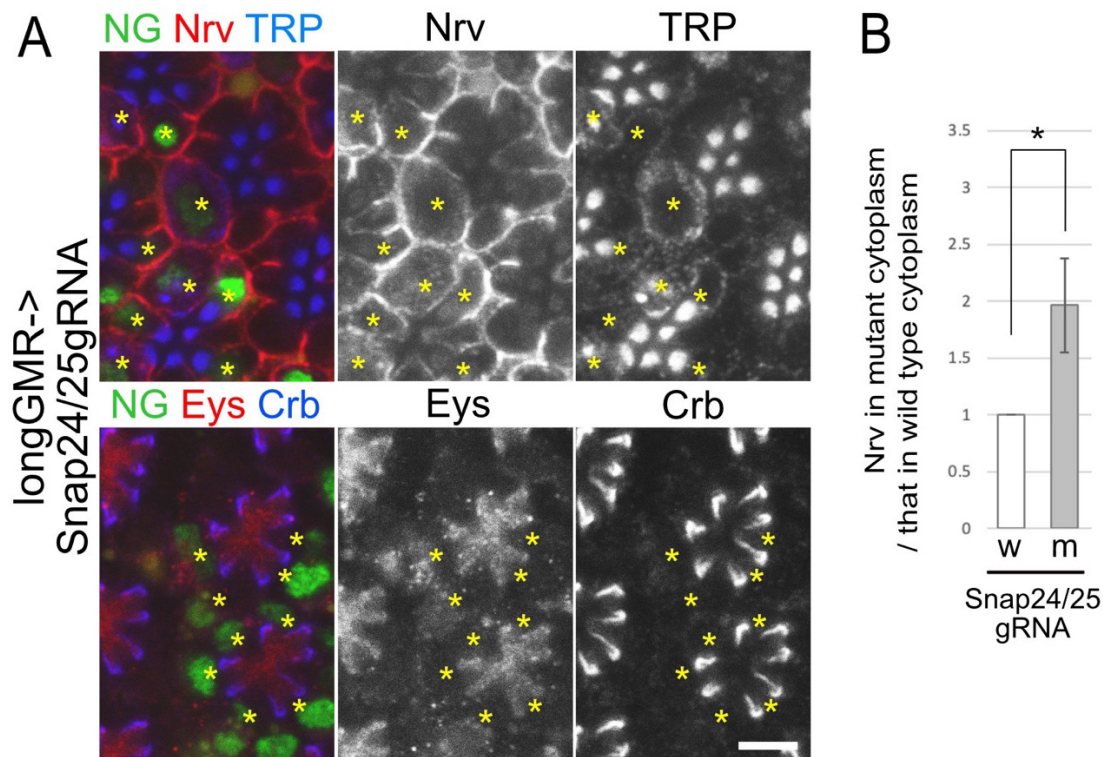 A
NG Nrv TRP
Nrv
TRP
longGMR->
Snap24/25gRNA
NG Eys Crb
Eys
Crb
B
Nrv in mutant cytoplasm
/ that in wild type cytoplasm
3.5
3
2.5
2
1.5
1
0.5
0
*
w
m
Snap24/25
gRNA